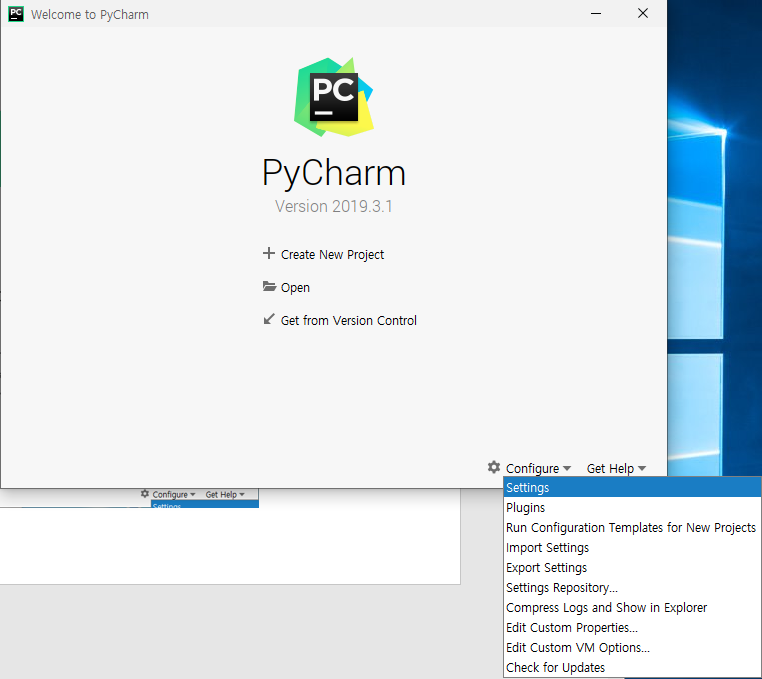 PC
Welcome to PyCharm
PC
PyCharm
Version 2019.3.1
Create New Project
Open
Get from Version Control
Configure
Get Help
Settings
Plugins
Run Configuration Templates for New Projects
Import Settings
Export Settings
Settings Repository...
Compress Logs and Show in Explorer
Edit Custom Properties...
Edit Custom VM Options...
Check for Updates
Configure
Get Help
Settings